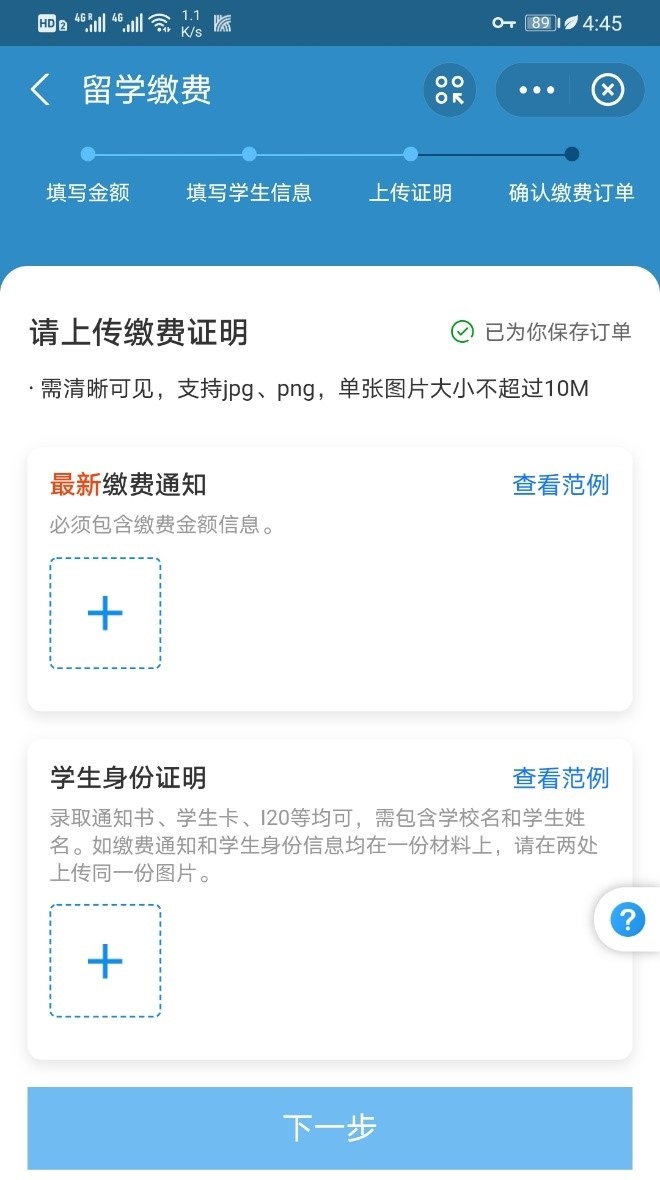 HD 2 4G R 4G 1.1 K/s 89 4:45
留学缴费
填写金额 填写学生信息 上传证明 确认缴费订单
请上传缴费证明 已为你保存订单
· 需清晰可见，支持jpg、png，单张图片大小不超过10M
最新缴费通知 查看范例
必须包含缴费金额信息。
学生身份证明 查看范例
录取通知书、学生卡、I20等均可，需包含学校名和学生姓
名。如缴费通知和学生身份信息均在一份材料上，请在两处
上传同一份图片。
?
下一步